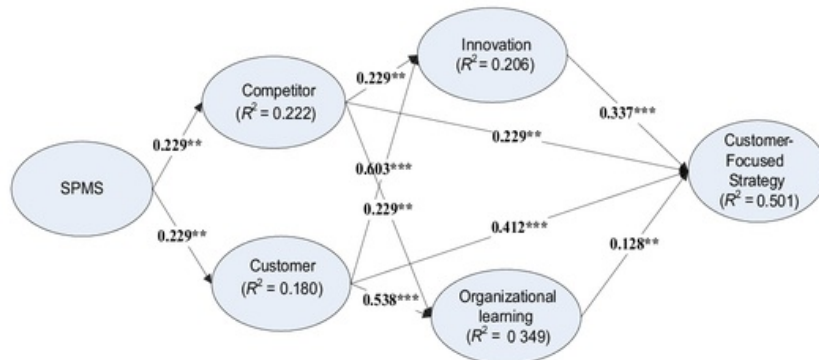 Innovation
(R² = 0.206)
0.229**
Competitor
(R² = 0.222)
0.337***
0.229**
Customer-
Focused
Strategy
(R² = 0.501)
0.229**
0.603***
SPMS
0.229**
0.229**
0.412***
0.128**
Customer
(R² = 0.180)
0.538***
Organizational
learning
(R² = 0 349)